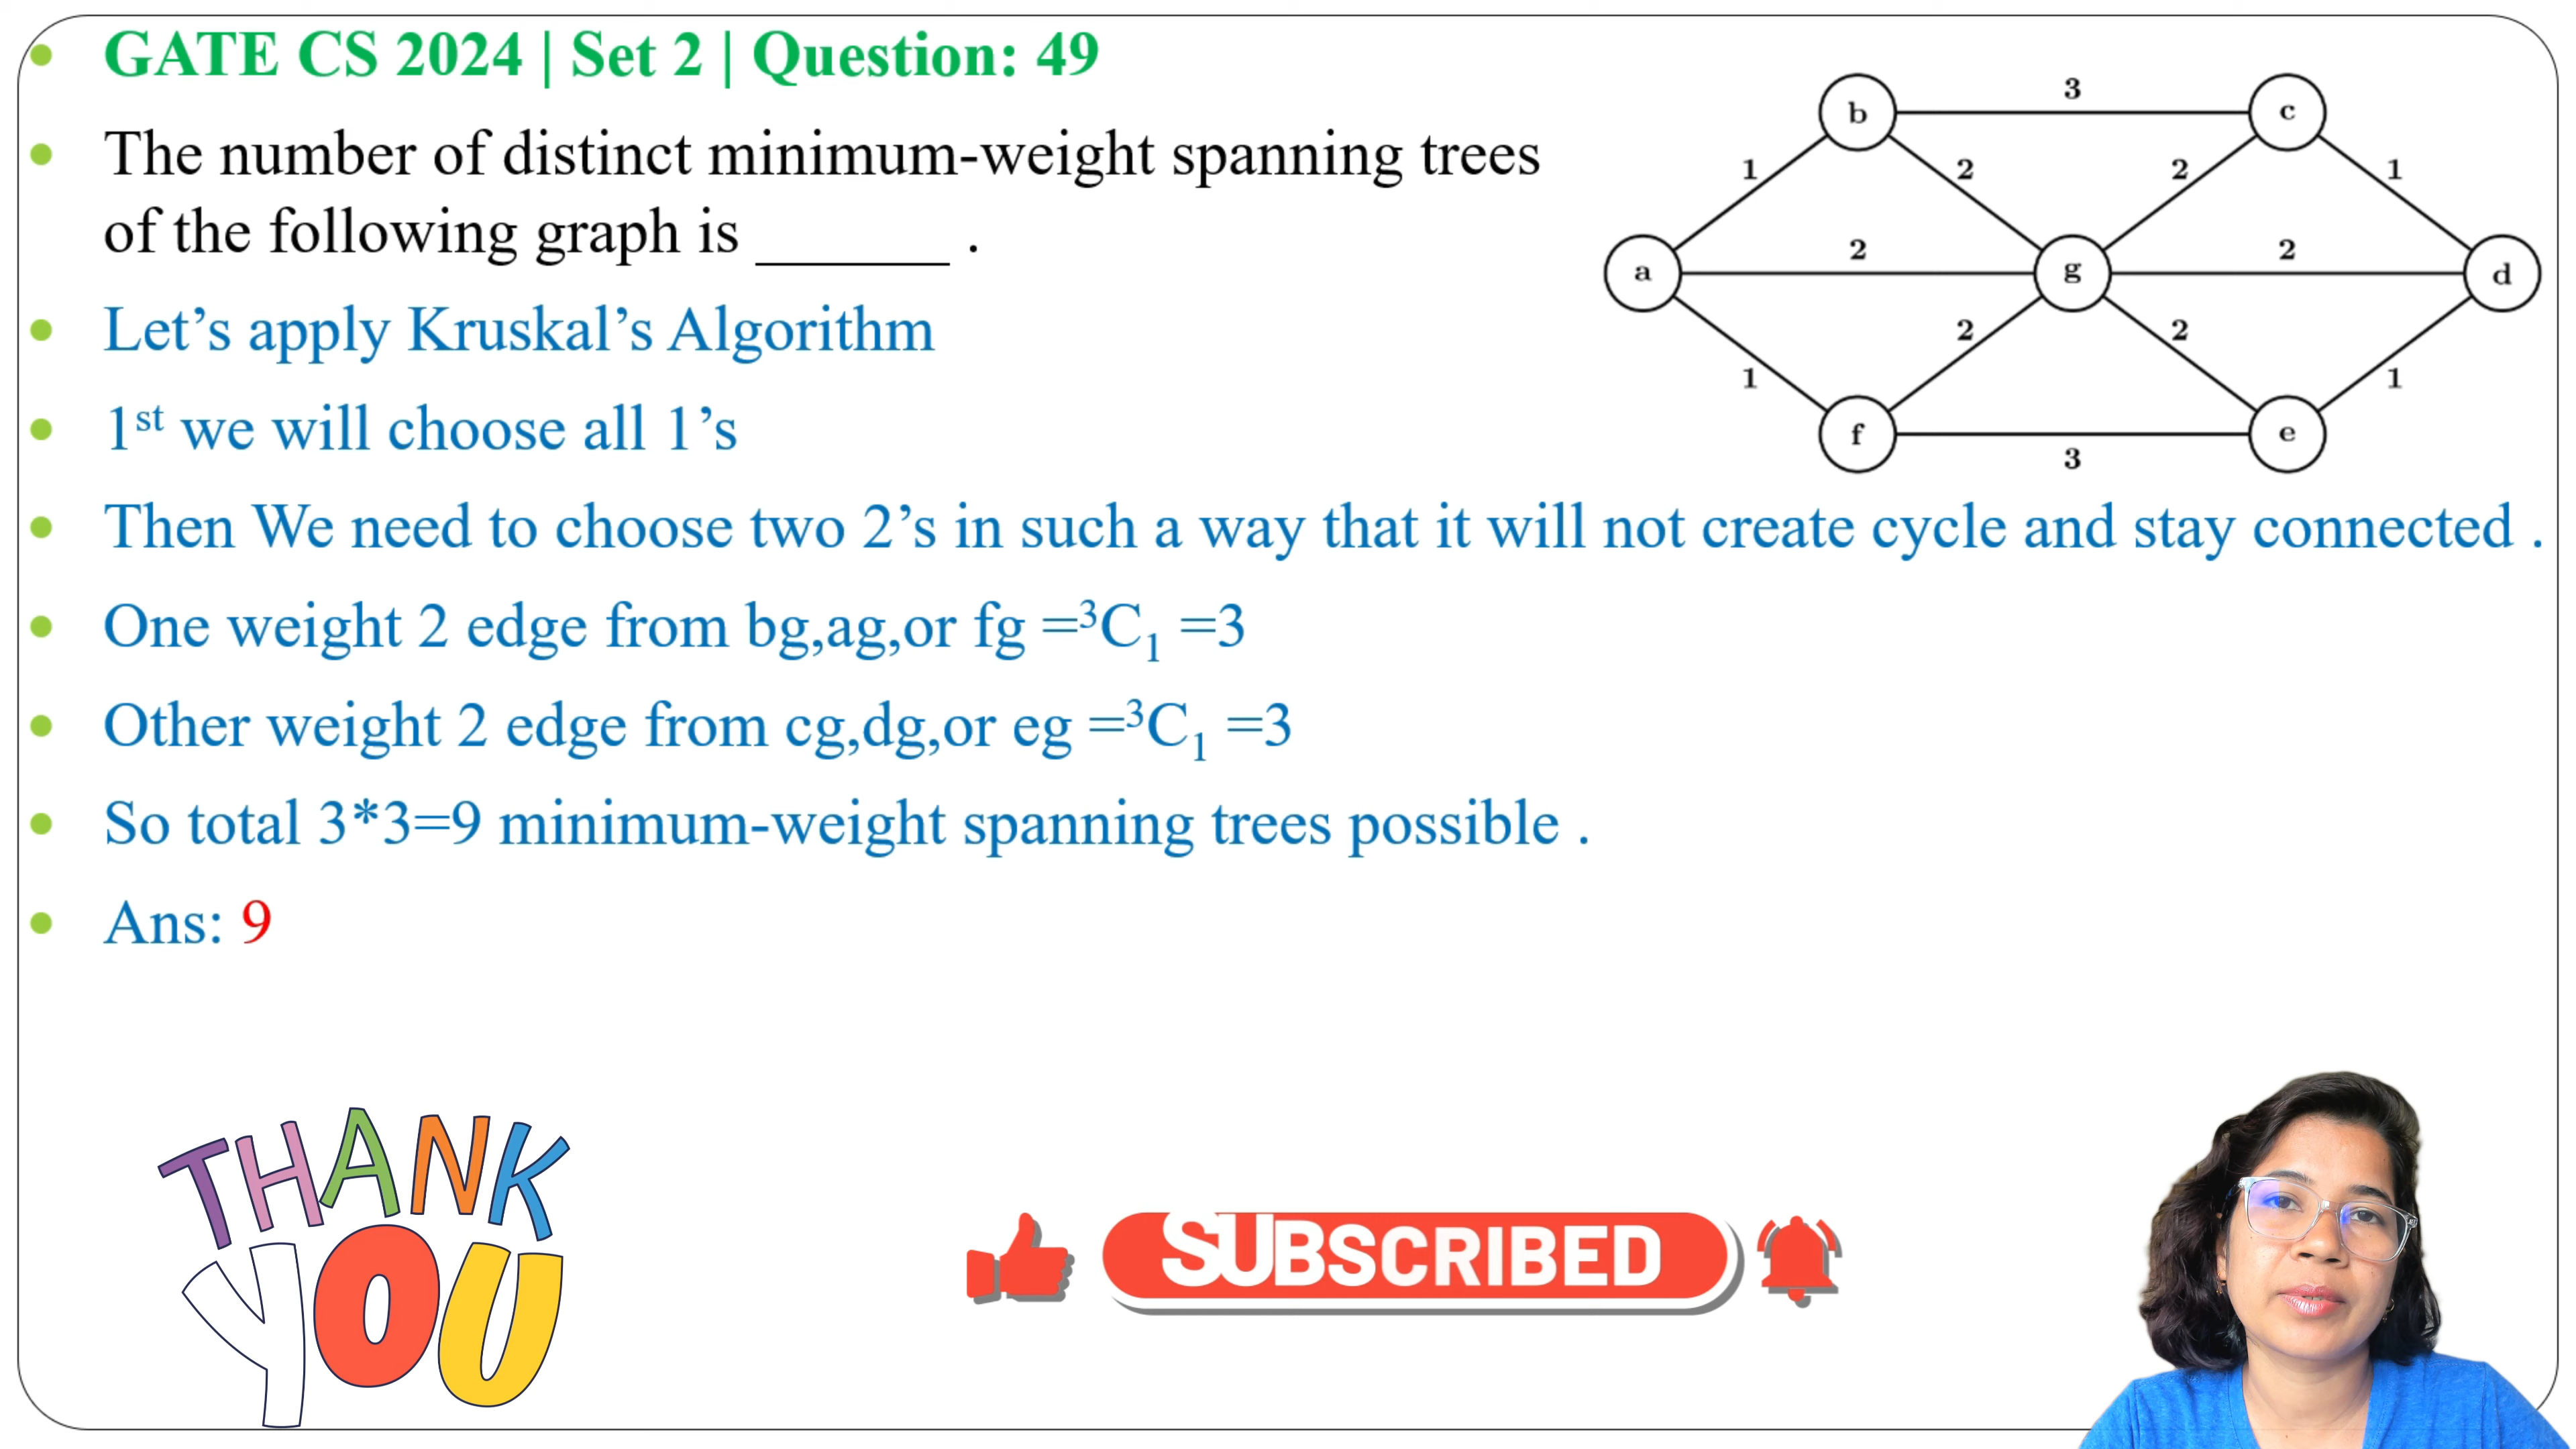 GATE CS 2024 | Set 2 | Question: 49
The number of distinct minimum-weight spanning trees
of the following graph is ______ .
b
3
c
1
2
2
1
a
2
g
2
d
1
2
2
1
f
3
e
Let’s apply Kruskal’s Algorithm
1st we will choose all 1’s
Then We need to choose two 2’s in such a way that it will not create cycle and stay connected .
One weight 2 edge from bg,ag,or fg =³C₁ =3
Other weight 2 edge from cg,dg,or eg =³C₁ =3
So total 3*3=9 minimum-weight spanning trees possible .
Ans: 9
THANK
YOU
SUBSCRIBED